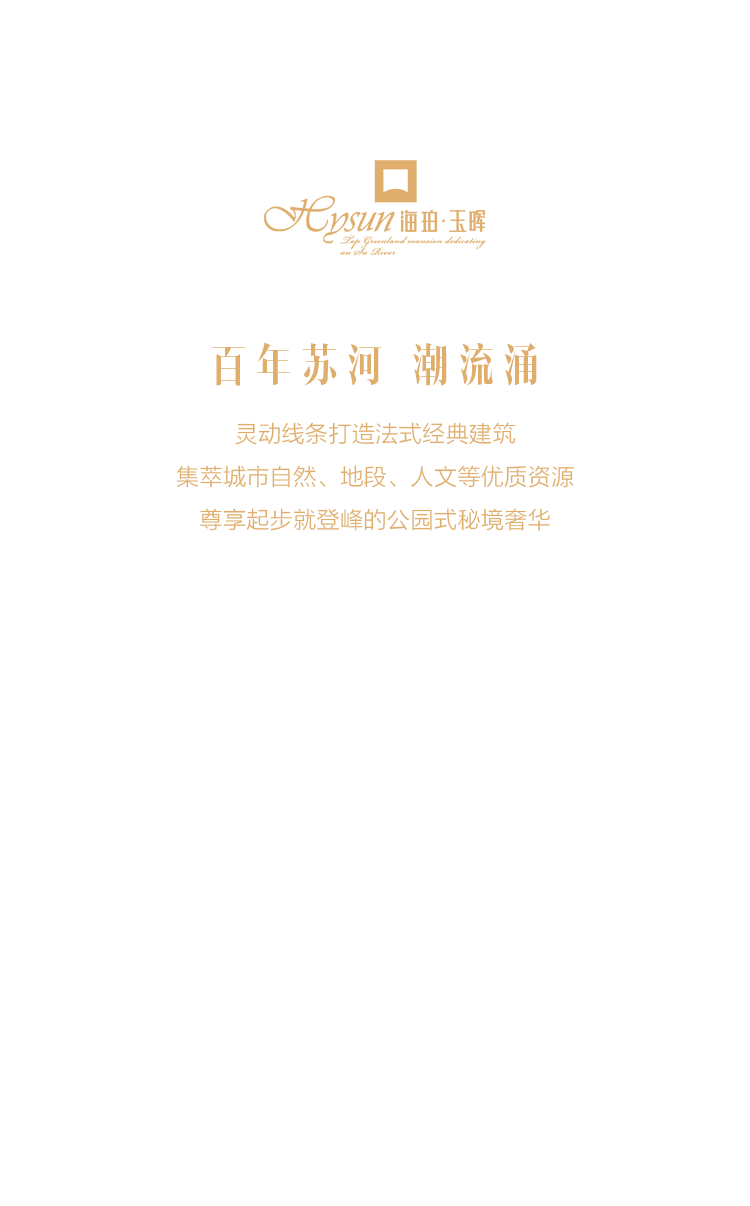 Hysun 海珀·玉晖
Top Greenland mansion dedicating
on Su River
百年苏河 潮流涌
灵动线条打造法式经典建筑
集萃城市自然、地段、人文等优质资源
尊享起步就登峰的公园式秘境奢华